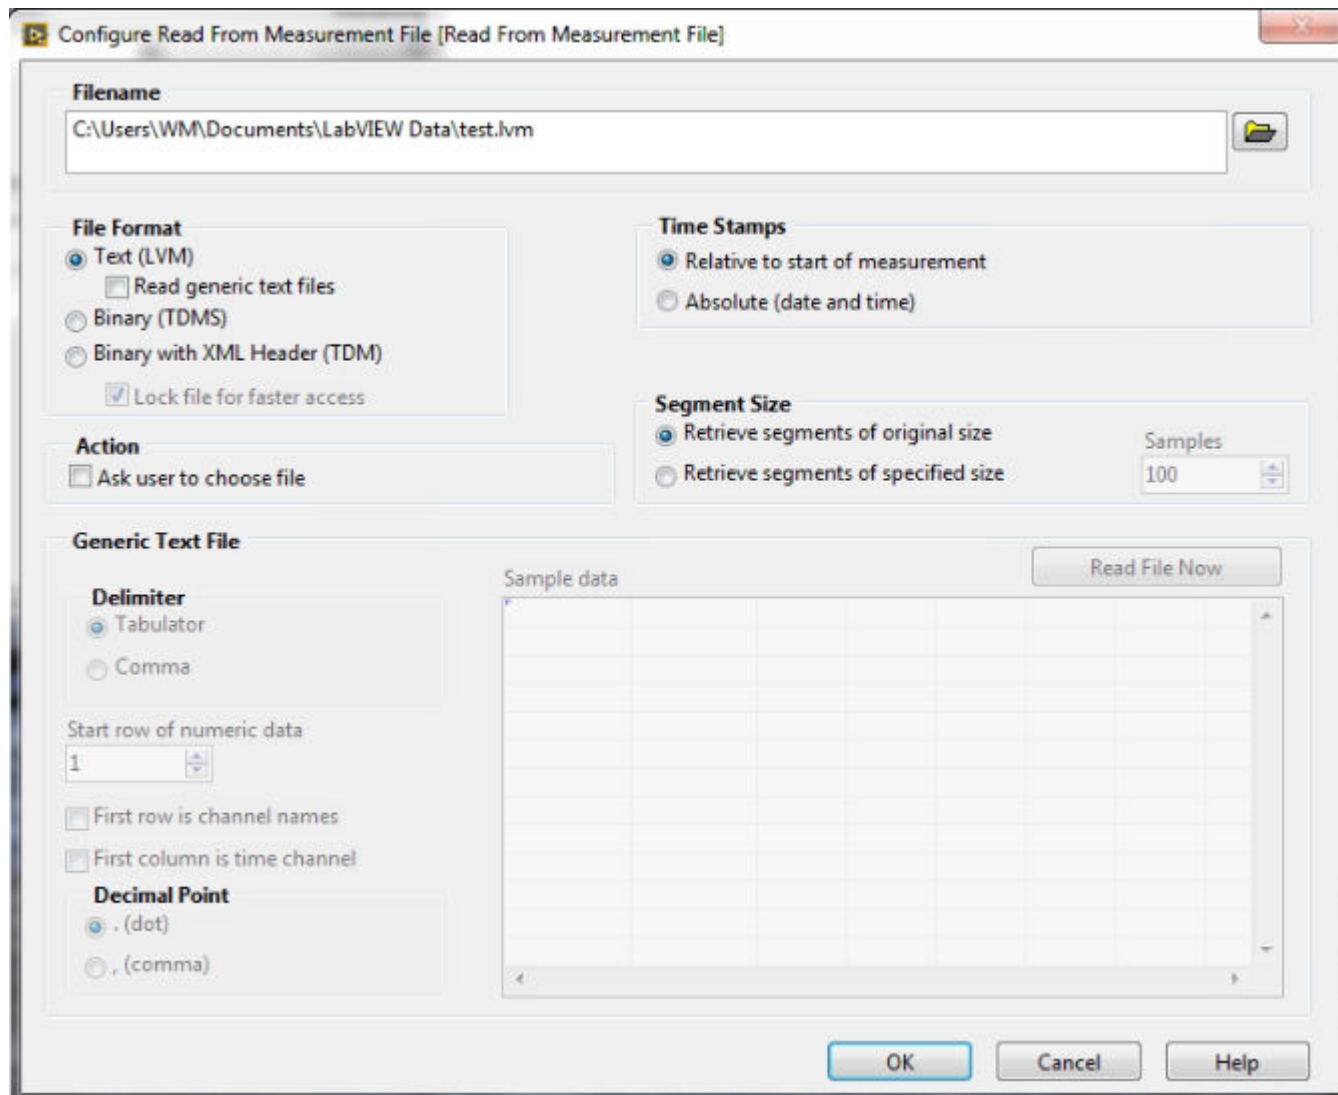 Configure Read From Measurement File [Read From Measurement File]
Filename
C:\Users\WM\Documents\LabVIEW Data\test.lvm
File Format
Text (LVM)
Read generic text files
Binary (TDMS)
Binary with XML Header (TDM)
Lock file for faster access
Time Stamps
Relative to start of measurement
Absolute (date and time)
Action
Ask user to choose file
Segment Size
Retrieve segments of original size
Retrieve segments of specified size
Samples
100
Generic Text File
Delimiter
Tabulator
Comma
Start row of numeric data
1
First row is channel names
First column is time channel
Decimal Point
. (dot)
, (comma)
Sample data
Read File Now
OK
Cancel
Help